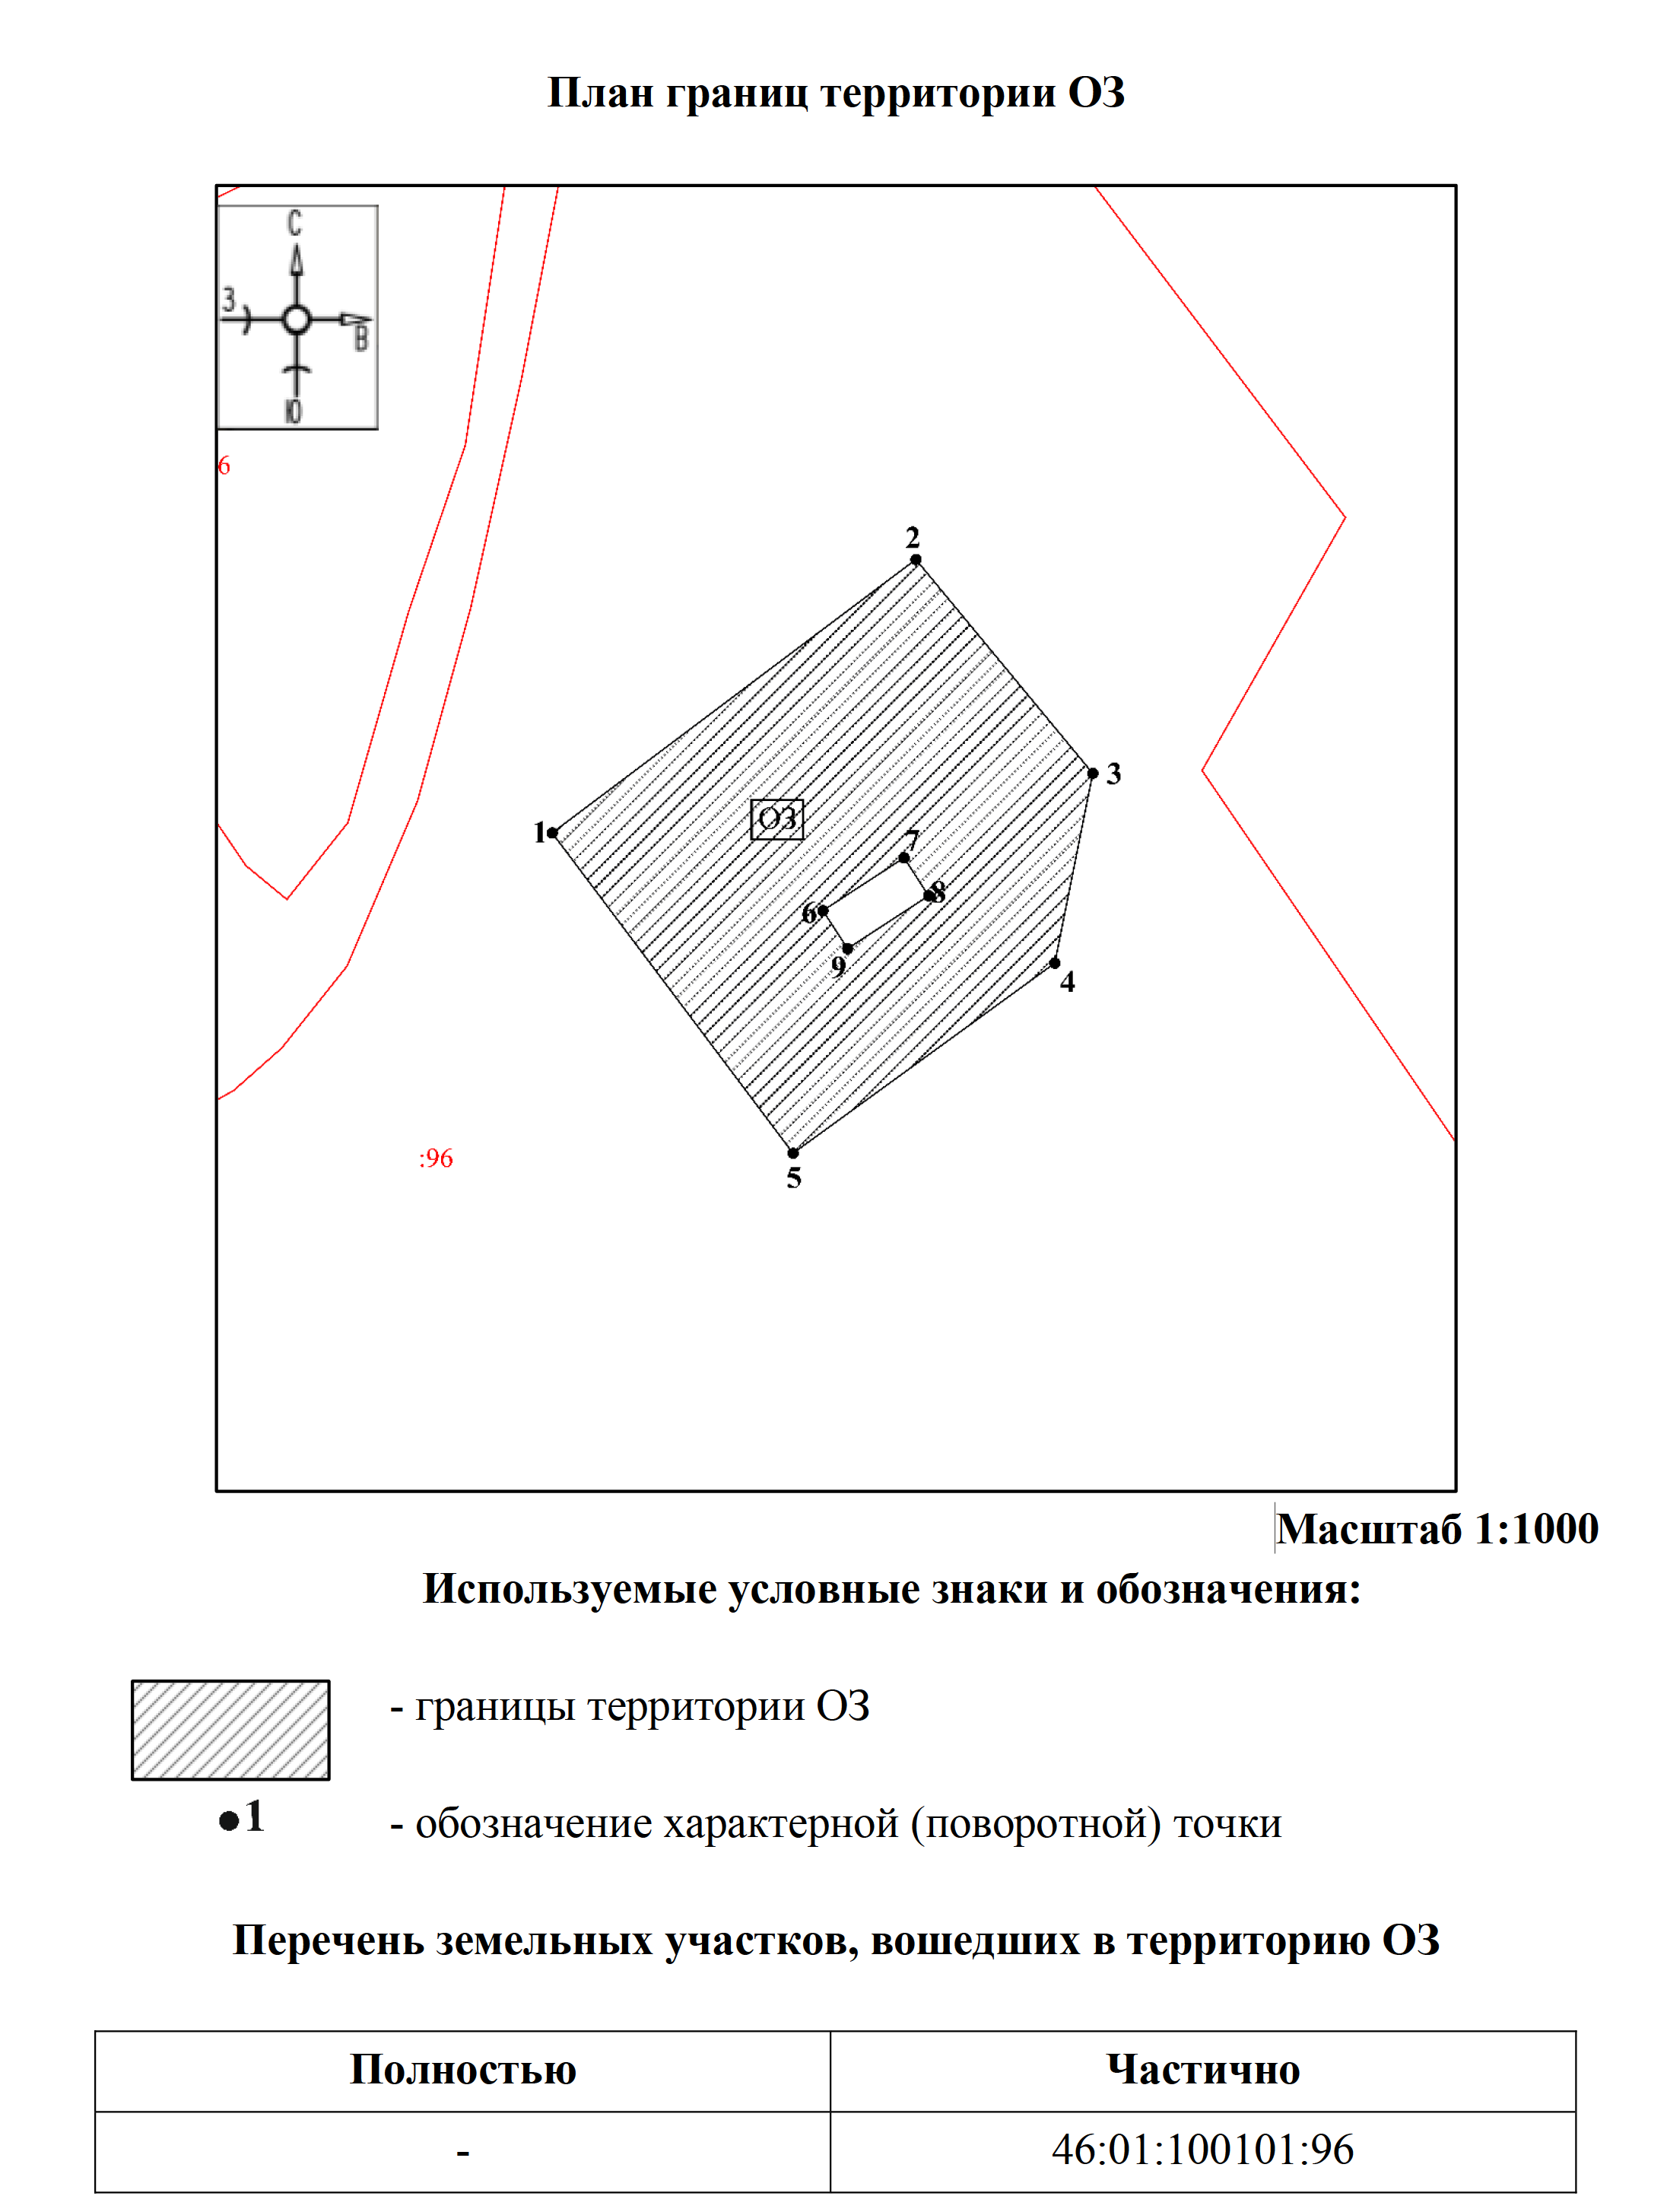 План границ территории ОЗ
С
З
В
Ю
6
2
3
1
ОЗ
7
8
6
9
4
5
:96
Масштаб 1:1000
Используемые условные знаки и обозначения:
- границы территории ОЗ
1 - обозначение характерной (поворотной) точки
Перечень земельных участков, вошедших в территорию ОЗ
Полностью Частично
- 46:01:100101:96